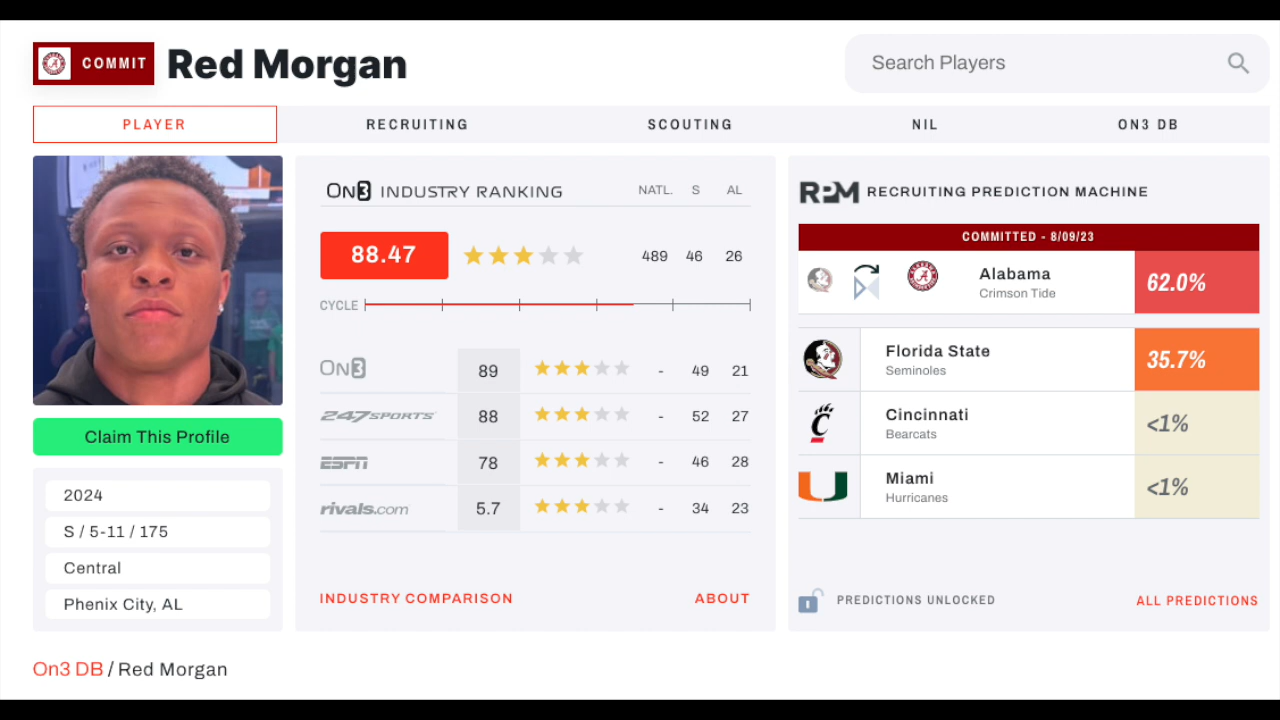 COMMIT Red Morgan
Search Players
PLAYER RECRUITING SCOUTING NIL ON3 DB
ON3 INDUSTRY RANKING NATL. S AL
88.47 489 46 26
CYCLE
ON3 89 - 49 21
247SPORTS 88 - 52 27
ESPN 78 - 46 28
rivals.com 5.7 - 34 23
INDUSTRY COMPARISON ABOUT
Claim This Profile
2024
S / 5-11 / 175
Central
Phenix City, AL
RPM RECRUITING PREDICTION MACHINE
COMMITTED - 8/09/23
Alabama 62.0%
Crimson Tide
Florida State 35.7%
Seminoles
Cincinnati <1%
Bearcats
Miami <1%
Hurricanes
PREDICTIONS UNLOCKED ALL PREDICTIONS
On3 DB / Red Morgan